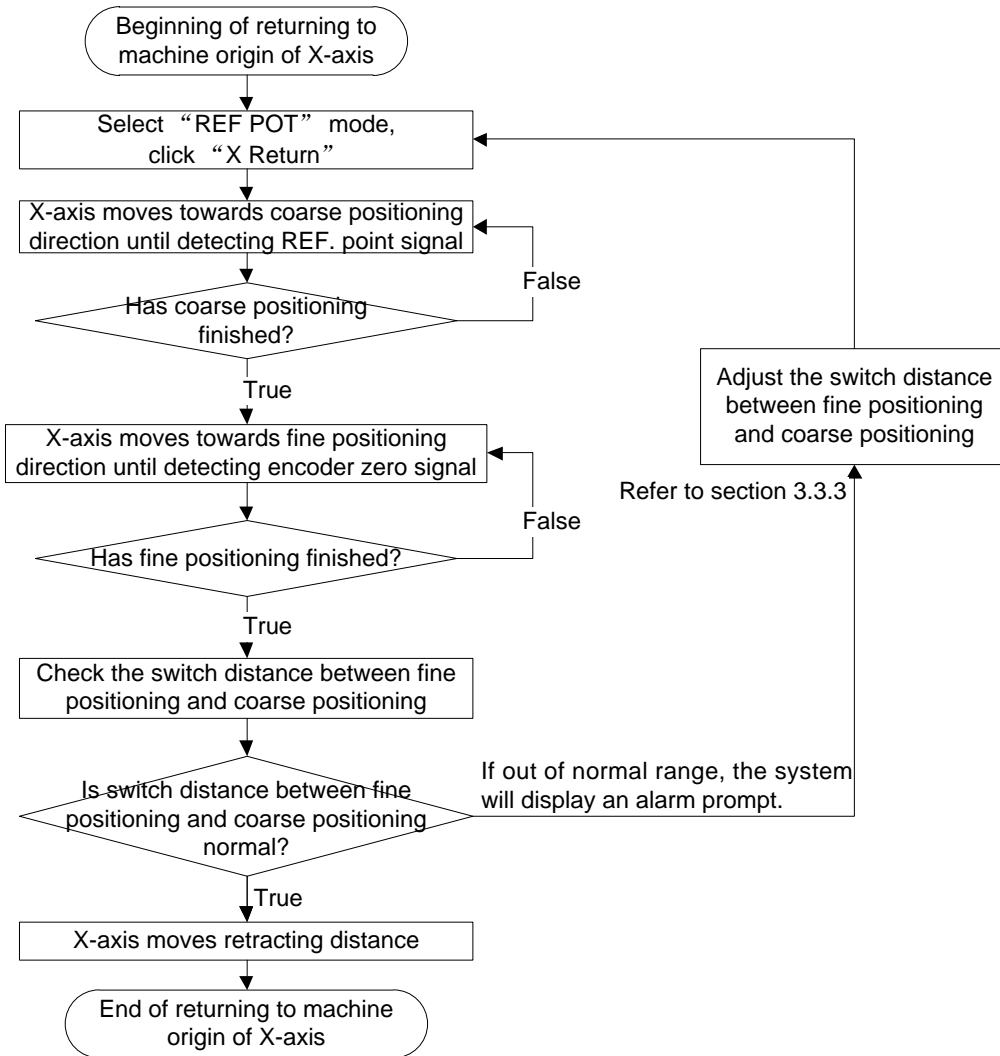 Beginning of returning to
machine origin of X-axis
Select “REF POT” mode,
click “X Return”
X-axis moves towards coarse positioning
direction until detecting REF. point signal
False
Has coarse positioning
finished?
True
Adjust the switch distance
between fine positioning
and coarse positioning
X-axis moves towards fine positioning
direction until detecting encoder zero signal
Refer to section 3.3.3
False
Has fine positioning finished?
True
Check the switch distance between fine
positioning and coarse positioning
If out of normal range, the system
will display an alarm prompt.
Is switch distance between fine
positioning and coarse positioning
normal?
True
X-axis moves retracting distance
End of returning to machine
origin of X-axis